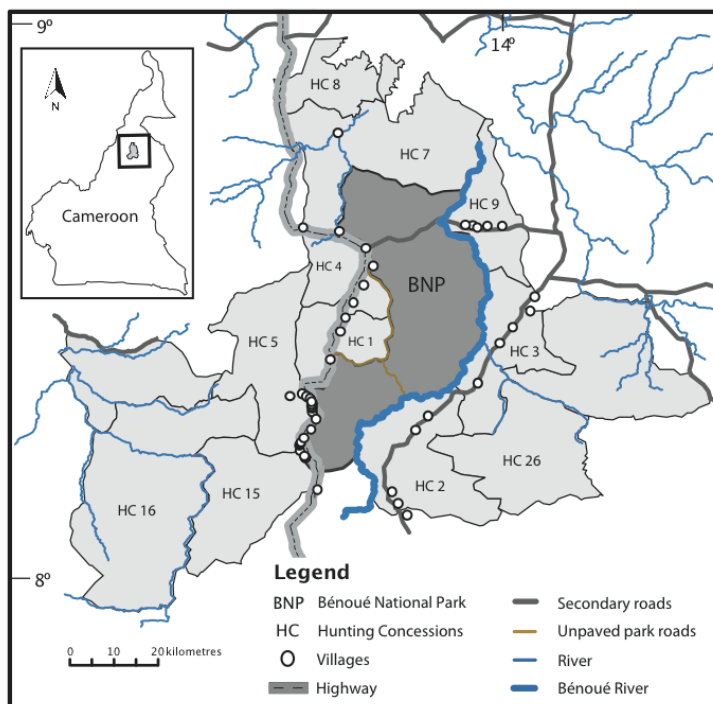 9º
14º
HC 8
N
HC 7
HC 9
Cameroon
HC 4
BNP
HC 5
HC 1
HC 3
HC 26
HC 15
HC 2
HC 16
8º
Legend
BNP Bénoué National Park
HC Hunting Concessions
Villages
Highway
Secondary roads
Unpaved park roads
River
Bénoué River
0 10 20 kilometres